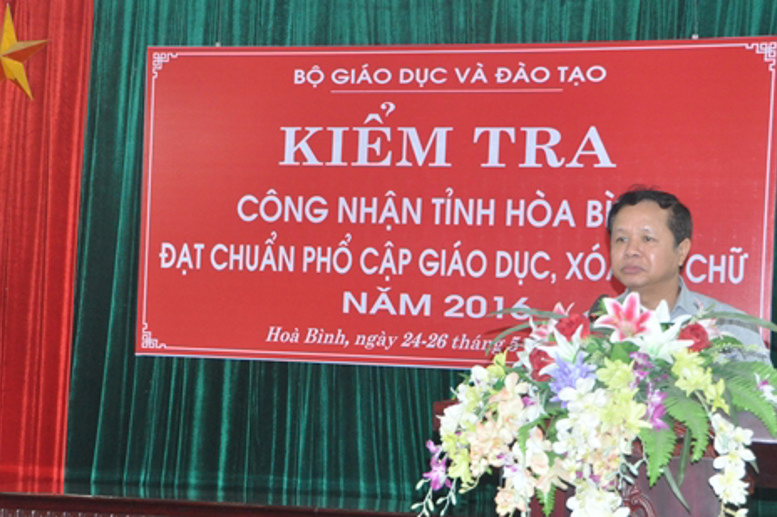 BỘ GIÁO DỤC VÀ ĐÀO TẠO
KIỂM TRA
CÔNG NHẬN TỈNH HÒA
ĐẠT CHUẨN PHỔ CẬP GIÁO DỤC, CHỮ
NĂM 2016
Hoà Bình, ngày 24-26 tháng